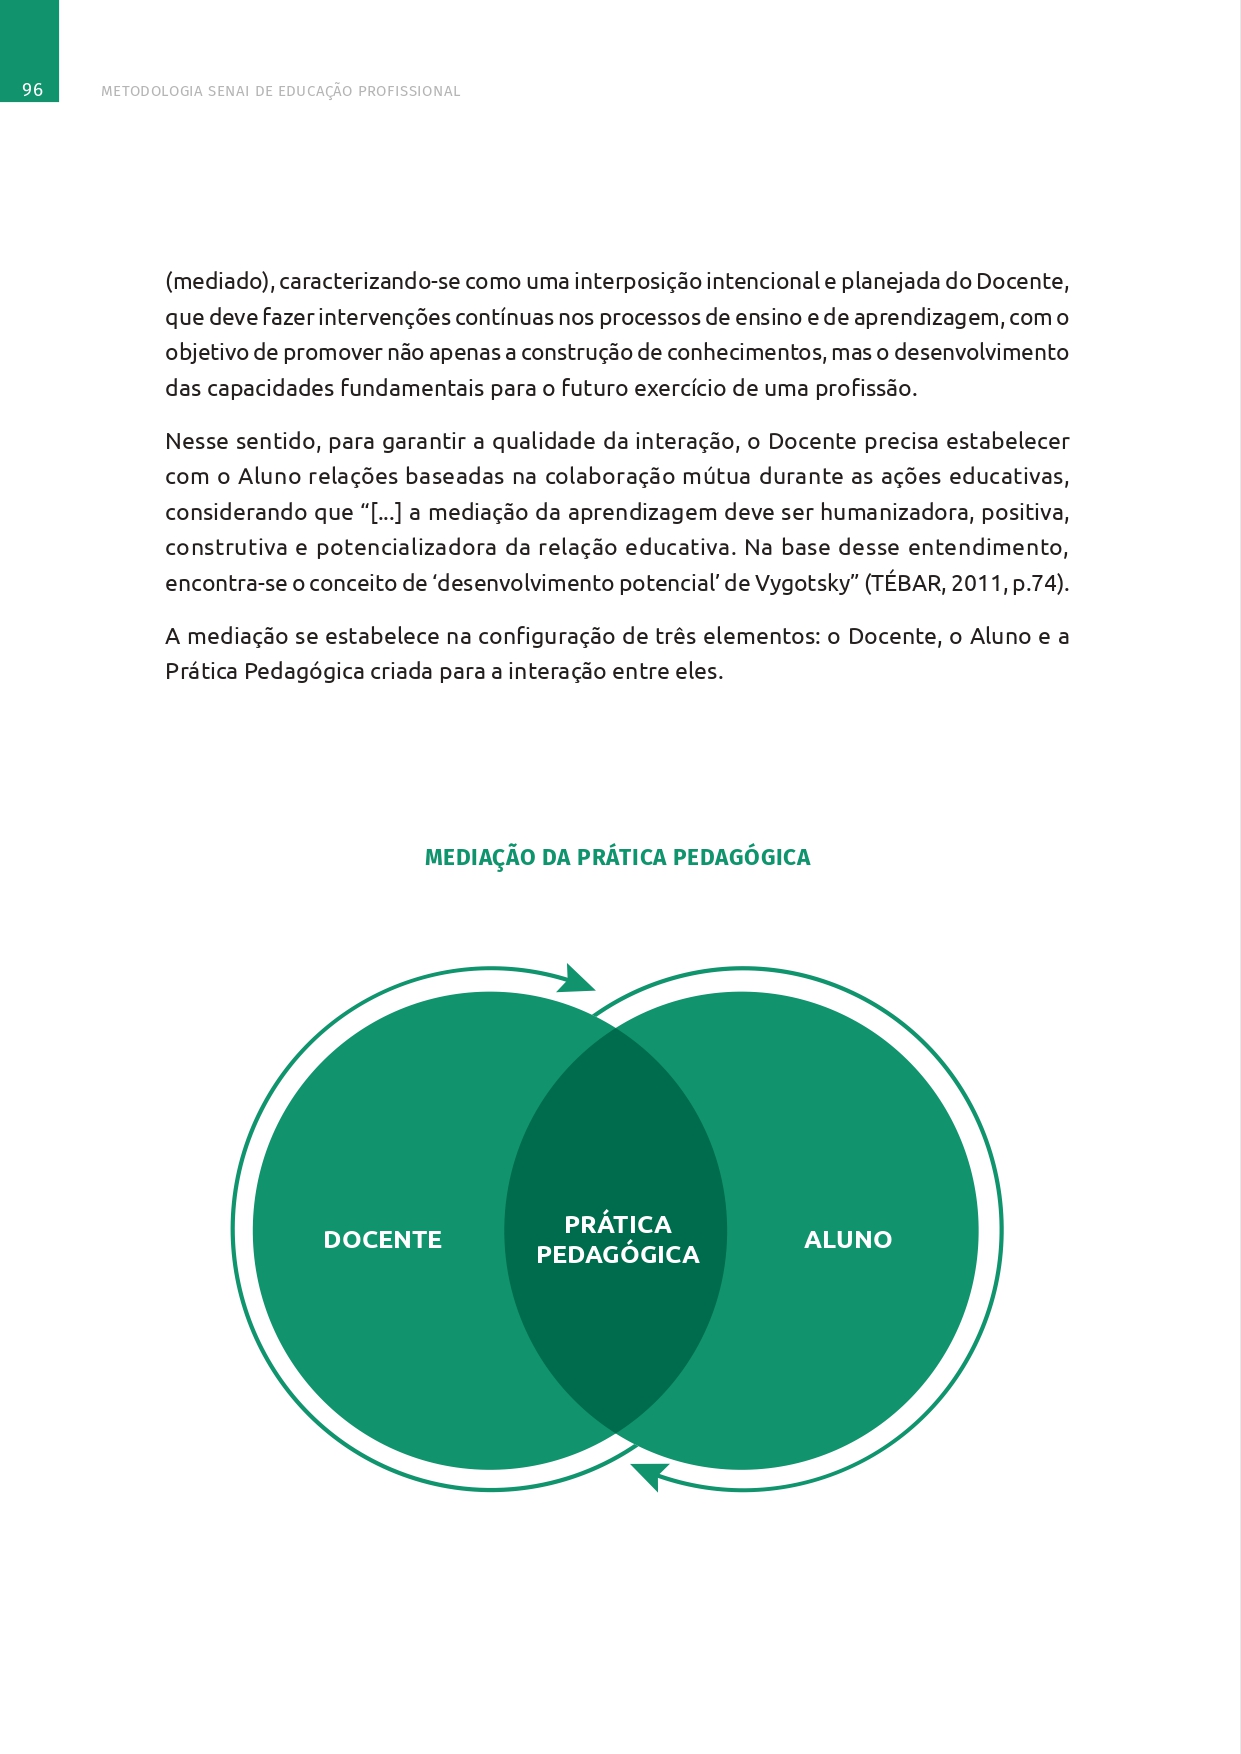 96
METODOLOGIA SENAI DE EDUCAÇÃO PROFISSIONAL
(mediado), caracterizando-se como uma interposição intencional e planejada do Docente,
que deve fazer intervenções contínuas nos processos de ensino e de aprendizagem, com o
objetivo de promover não apenas a construção de conhecimentos, mas o desenvolvimento
das capacidades fundamentais para o futuro exercício de uma profissão.
Nesse sentido, para garantir a qualidade da interação, o Docente precisa estabelecer
com o Aluno relações baseadas na colaboração mútua durante as ações educativas,
considerando que “[...] a mediação da aprendizagem deve ser humanizadora, positiva,
construtiva e potencializadora da relação educativa. Na base desse entendimento,
encontra-se o conceito de ‘desenvolvimento potencial’ de Vygotsky” (TÉBAR, 2011, p.74).
A mediação se estabelece na configuração de três elementos: o Docente, o Aluno e a
Prática Pedagógica criada para a interação entre eles.
MEDIAÇÃO DA PRÁTICA PEDAGÓGICA
DOCENTE
PRÁTICA
PEDAGÓGICA
ALUNO